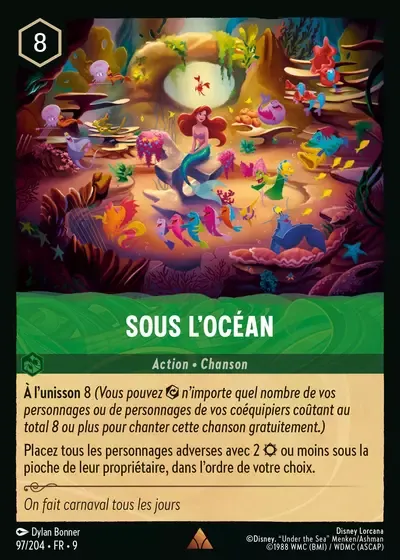 8
SOUS L'OCÉAN
Action • Chanson
À l'unisson 8 (Vous pouvez n'importe quel nombre de vos
personnages ou de personnages de vos coéquipiers coûtant au
total 8 ou plus pour chanter cette chanson gratuitement.)
Placez tous les personnages adverses avec 2 ou moins sous la
pioche de leur propriétaire, dans l'ordre de votre choix.
On fait carnaval tous les jours
Dylan Bonner
97/204 • FR • 9
Disney Lorcana
©Disney, "Under the Sea" Menken/Ashman
©1988 WMC (BMI) / WDMC (ASCAP)